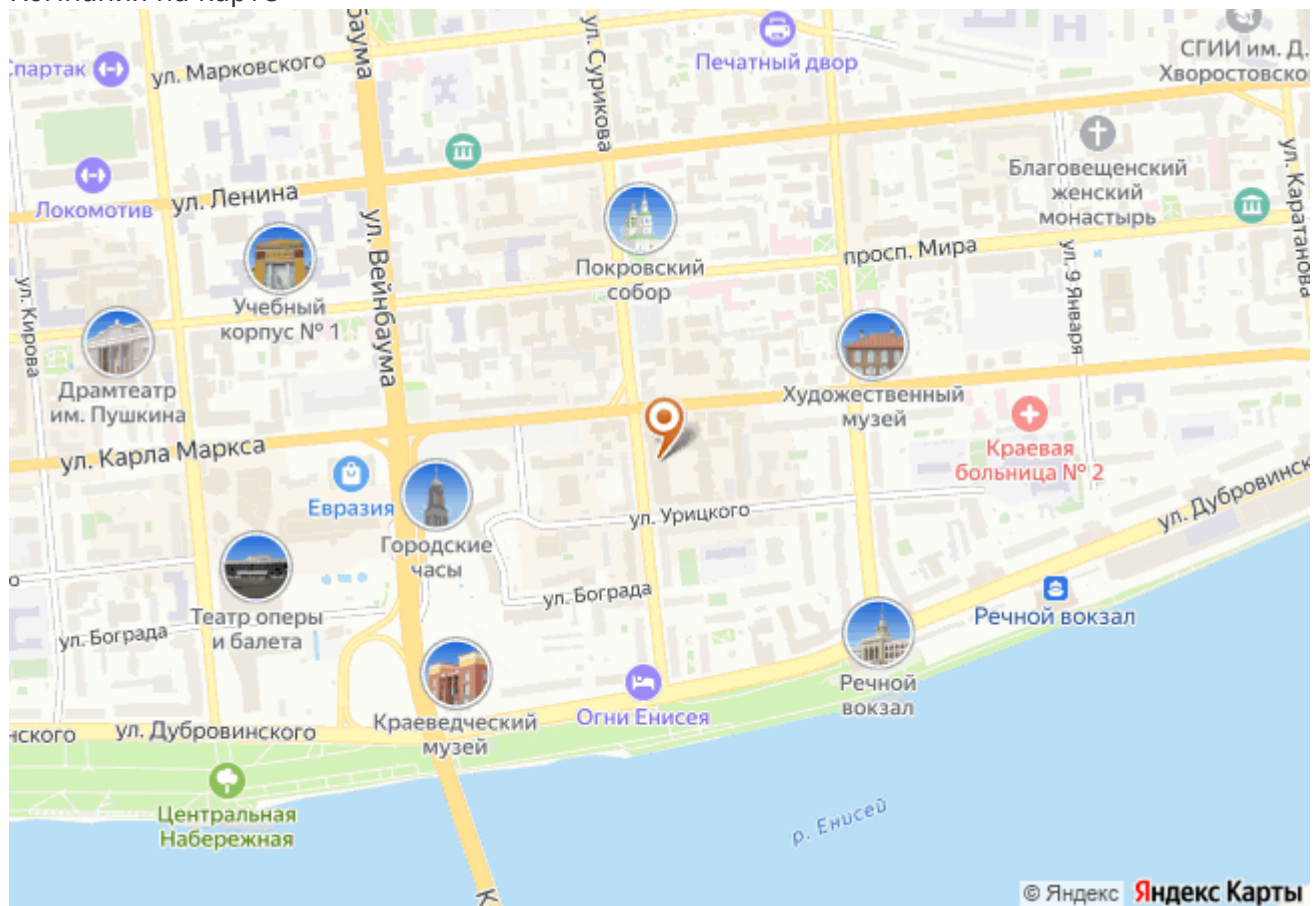 баума
ул. Сурикова
Печатный двор
СГИИ им. Д.
Хворостовско
Спартак
ул. Марковского
Благовещенский
женский
монастырь
ул. Каратанова
Локомотив
ул. Ленина
ул. Вейнбаума
Покровский
собор
просп. Мира
ул. 9 Января
ул. Кирова
Учебный
корпус № 1
Драмтеатр
им. Пушкина
Художественный
музей
ул. Карла Маркса
Краевая
больница № 2
Евразия
ул. Урицкого
ул. Дубровинск
Городские
часы
Театр оперы
и балета
ул. Бограда
ул. Бограда
Речной вокзал
Речной
вокзал
Огни Енисея
Краеведческий
музей
нского
ул. Дубровинского
Центральная
Набережная
р. Енисей
К
© Яндекс Яндекс Карты